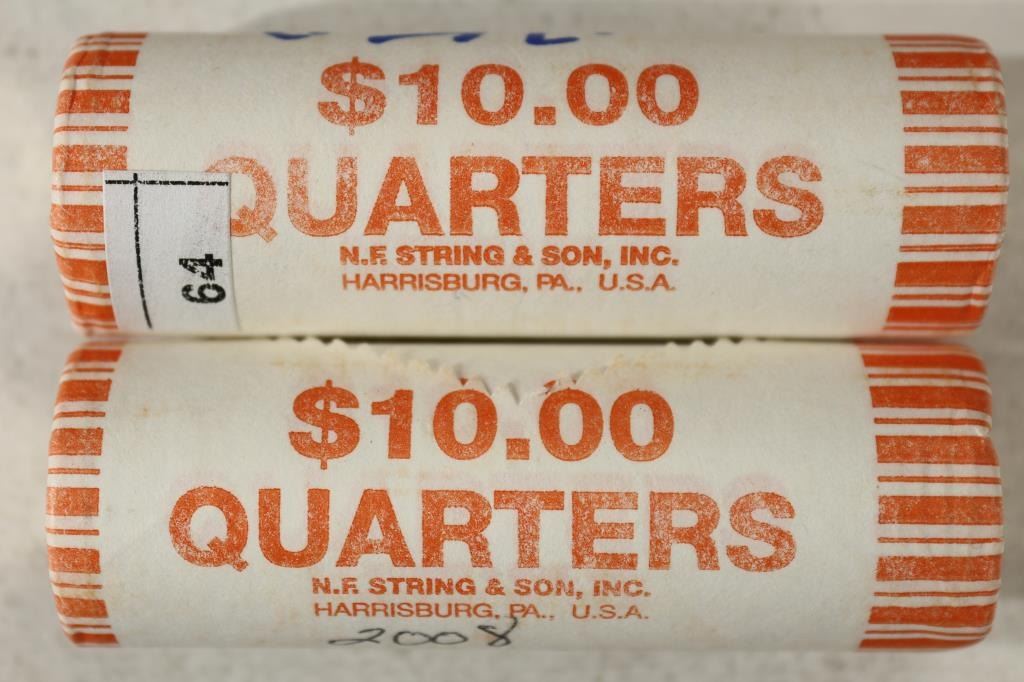 $10.00
QUARTERS
N.F. STRING & SON, INC.
HARRISBURG, PA., U.S.A.
64
$10.00
QUARTERS
N.F. STRING & SON, INC.
HARRISBURG, PA., U.S.A.
2008